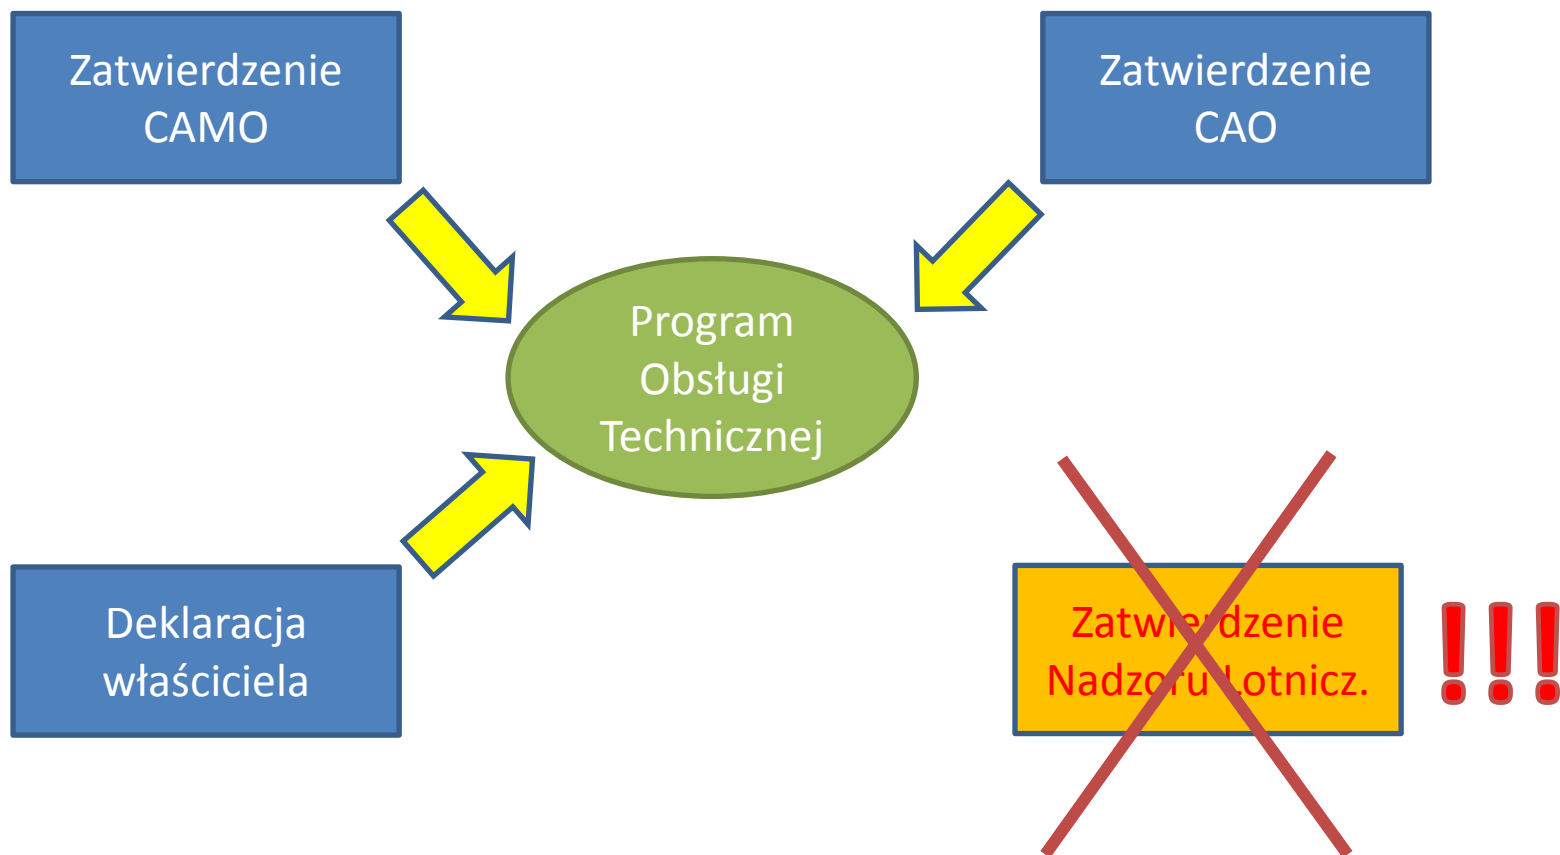 Zatwierdzenie
CAMO
Zatwierdzenie
CAO
Program
Obsługi
Technicznej
Deklaracja
właściciela
Zatwierdzenie
Nadzoru Lotnicz.
!!!